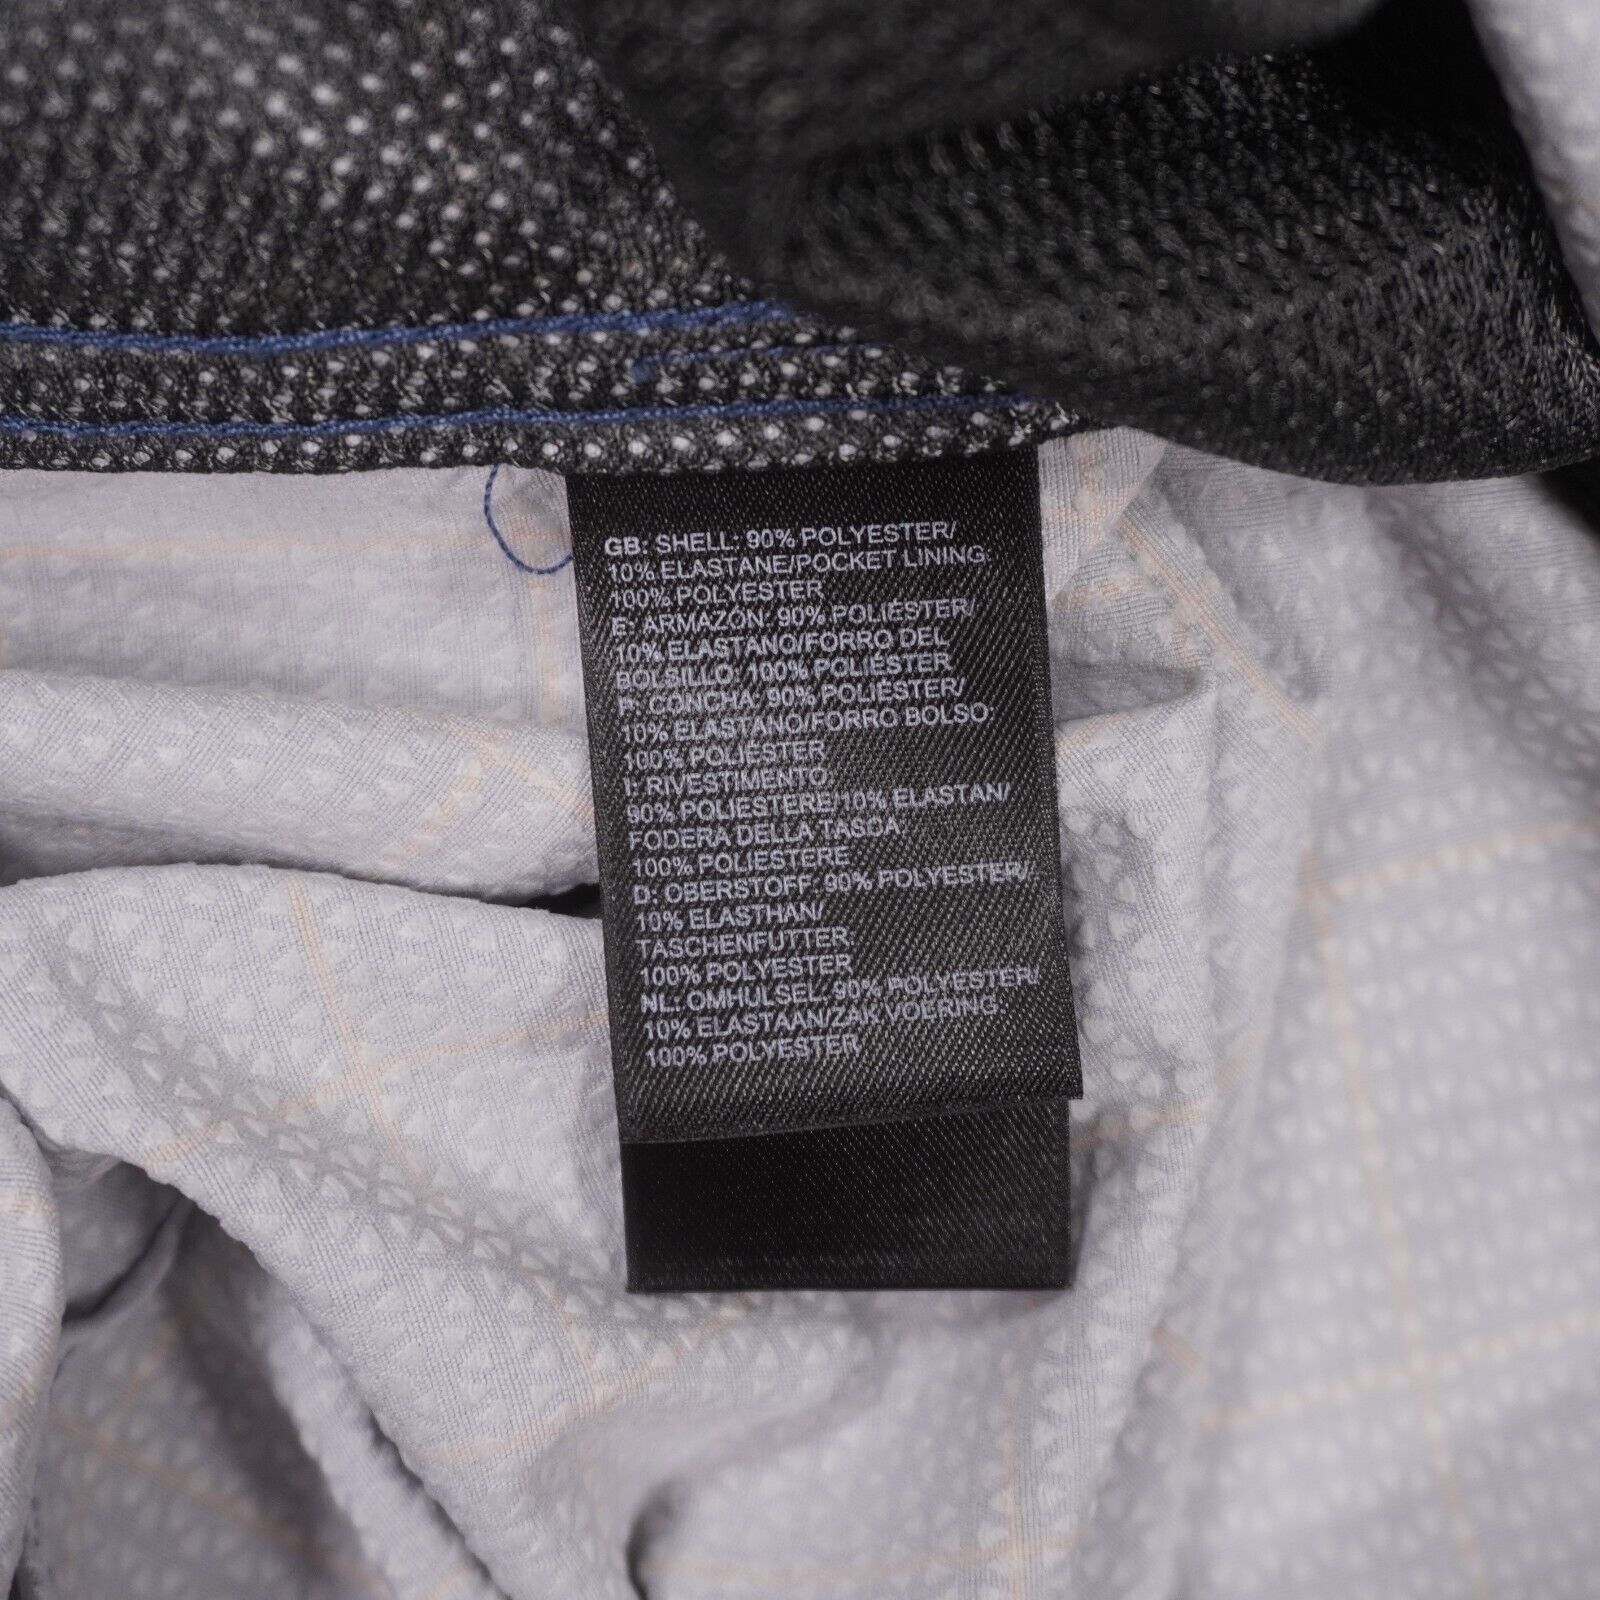 GB: SHELL: 90% POLYESTER/
10% ELASTANE/POCKET LINING:
100% POLYESTER
E: ARMAZÓN: 90% POLIÉSTER/
10% ELASTANO/FORRO DEL
BOLSILLO: 100% POLIÉSTER
P: CONCHA: 90% POLIÉSTER/
10% ELASTANO/FORRO BOLSO:
100% POLIÉSTER
I: RIVESTIMENTO:
90% POLIESTERE/10% ELASTAN/
FODERA DELLA TASCA:
100% POLIESTERE
D: OBERSTOFF: 90% POLYESTER/
10% ELASTHAN/
TASCHENFUTTER:
100% POLYESTER
NL: OMHULSEL: 90% POLYESTER/
10% ELASTAAN/ZAK VOERING:
100% POLYESTER